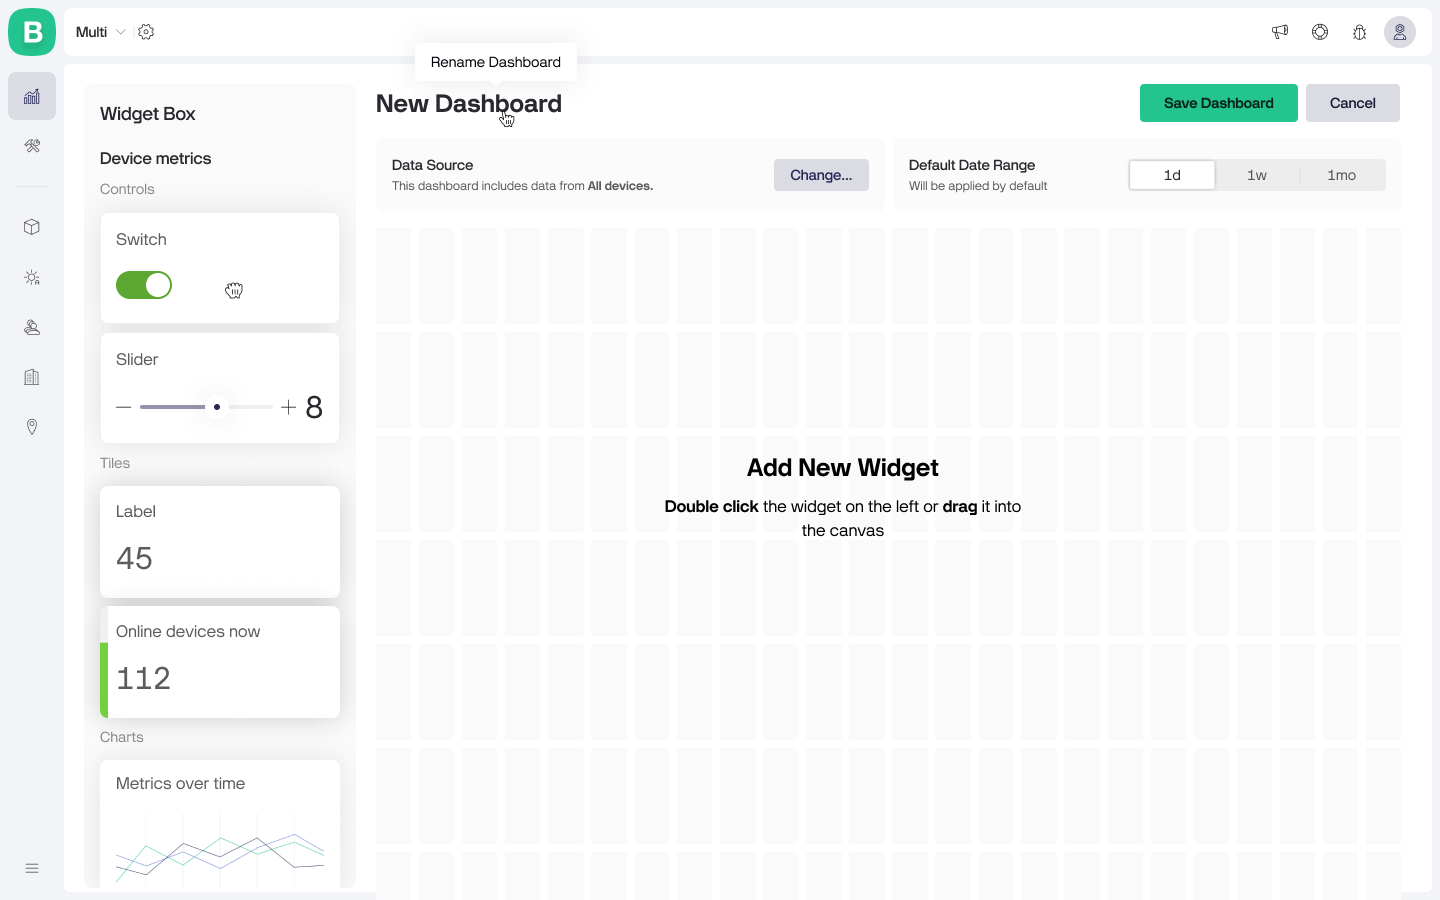 B
Multi
Rename Dashboard
Widget Box
Device metrics
Controls
Switch
Slider
8
Tiles
Label
45
Online devices now
112
Charts
Metrics over time
New Dashboard
Save Dashboard
Cancel
Data Source
This dashboard includes data from All devices.
Change...
Default Date Range
Will be applied by default
1d
1w
1mo
Add New Widget
Double click the widget on the left or drag it into
the canvas